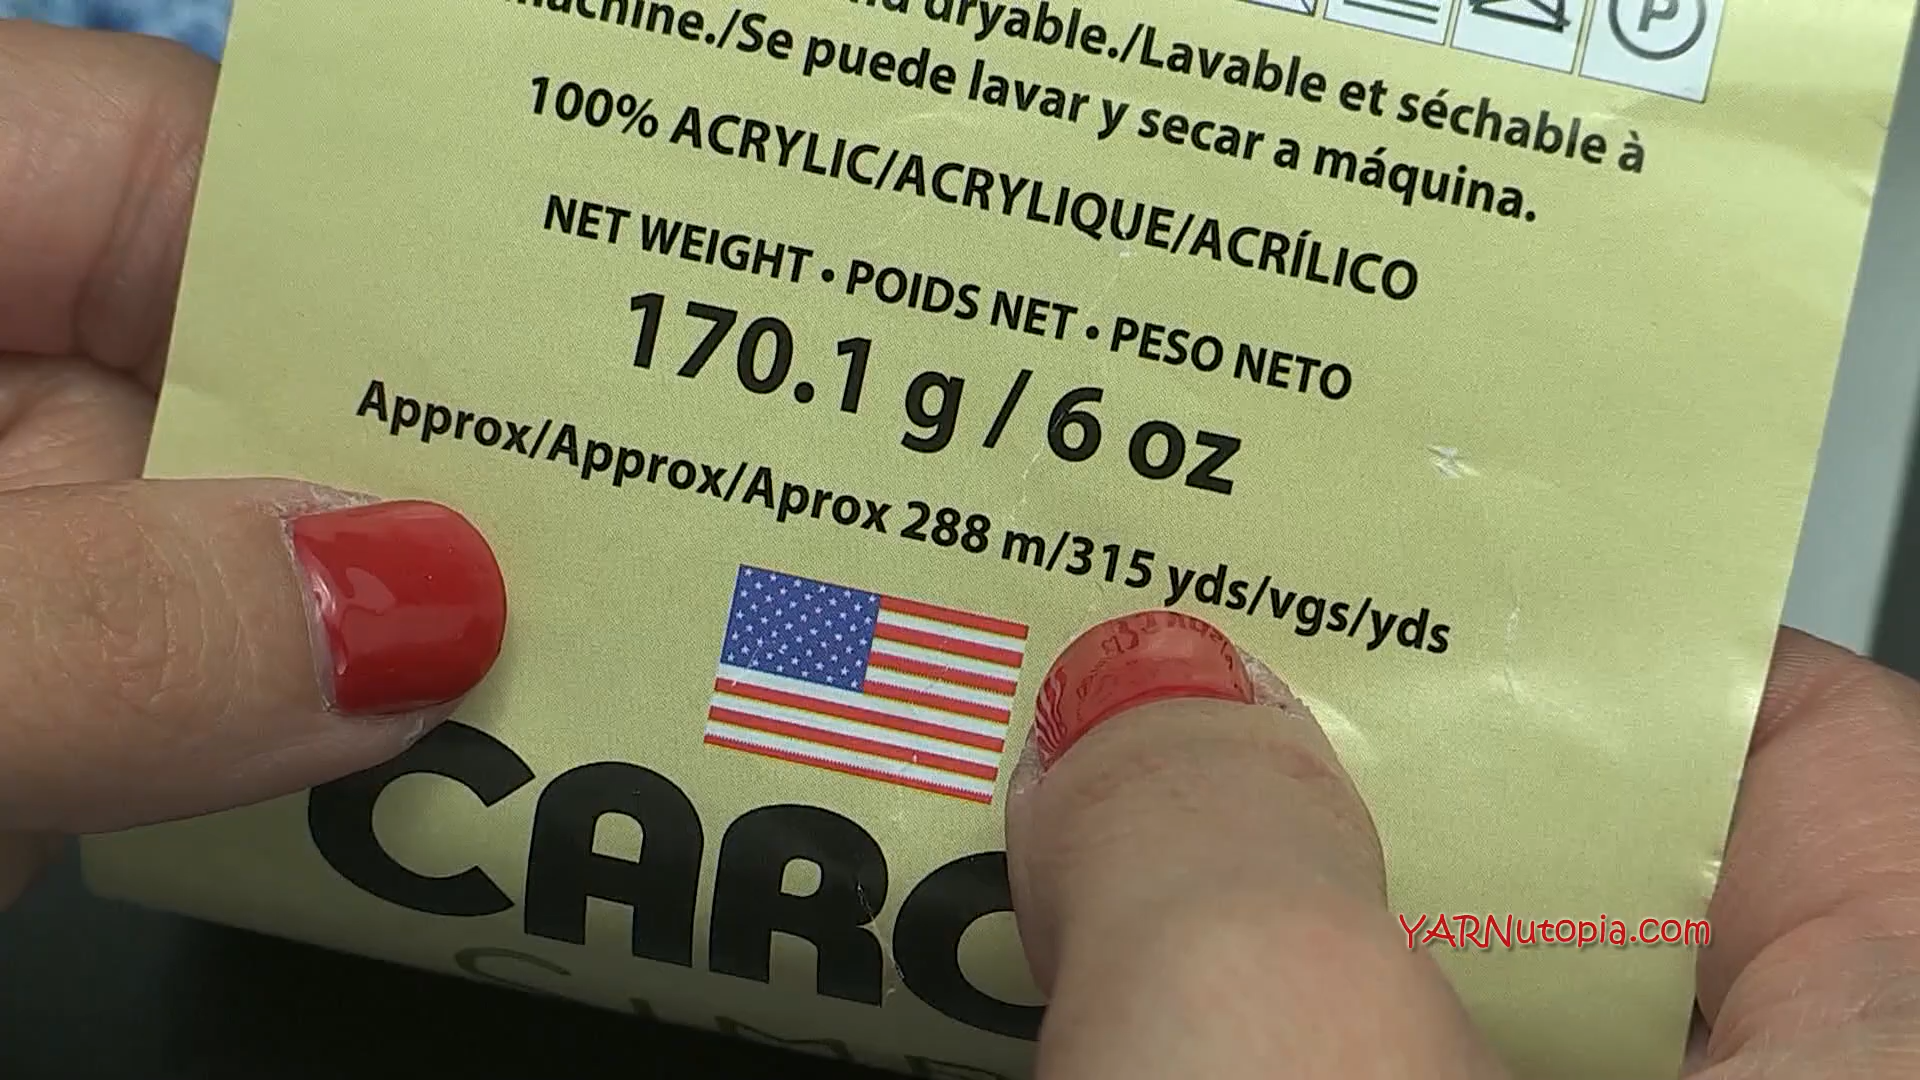 dryable./Lavable et séchable à
machine./Se puede lavar y secar a máquina.
100% ACRYLIC/ACRYLIQUE/ACRÍLICO
NET WEIGHT • POIDS NET • PESO NETO
170.1 g / 6 oz
Approx/Approx/Aprox 288 m/315 yds/vgs/yds
P
YARNutopia.com